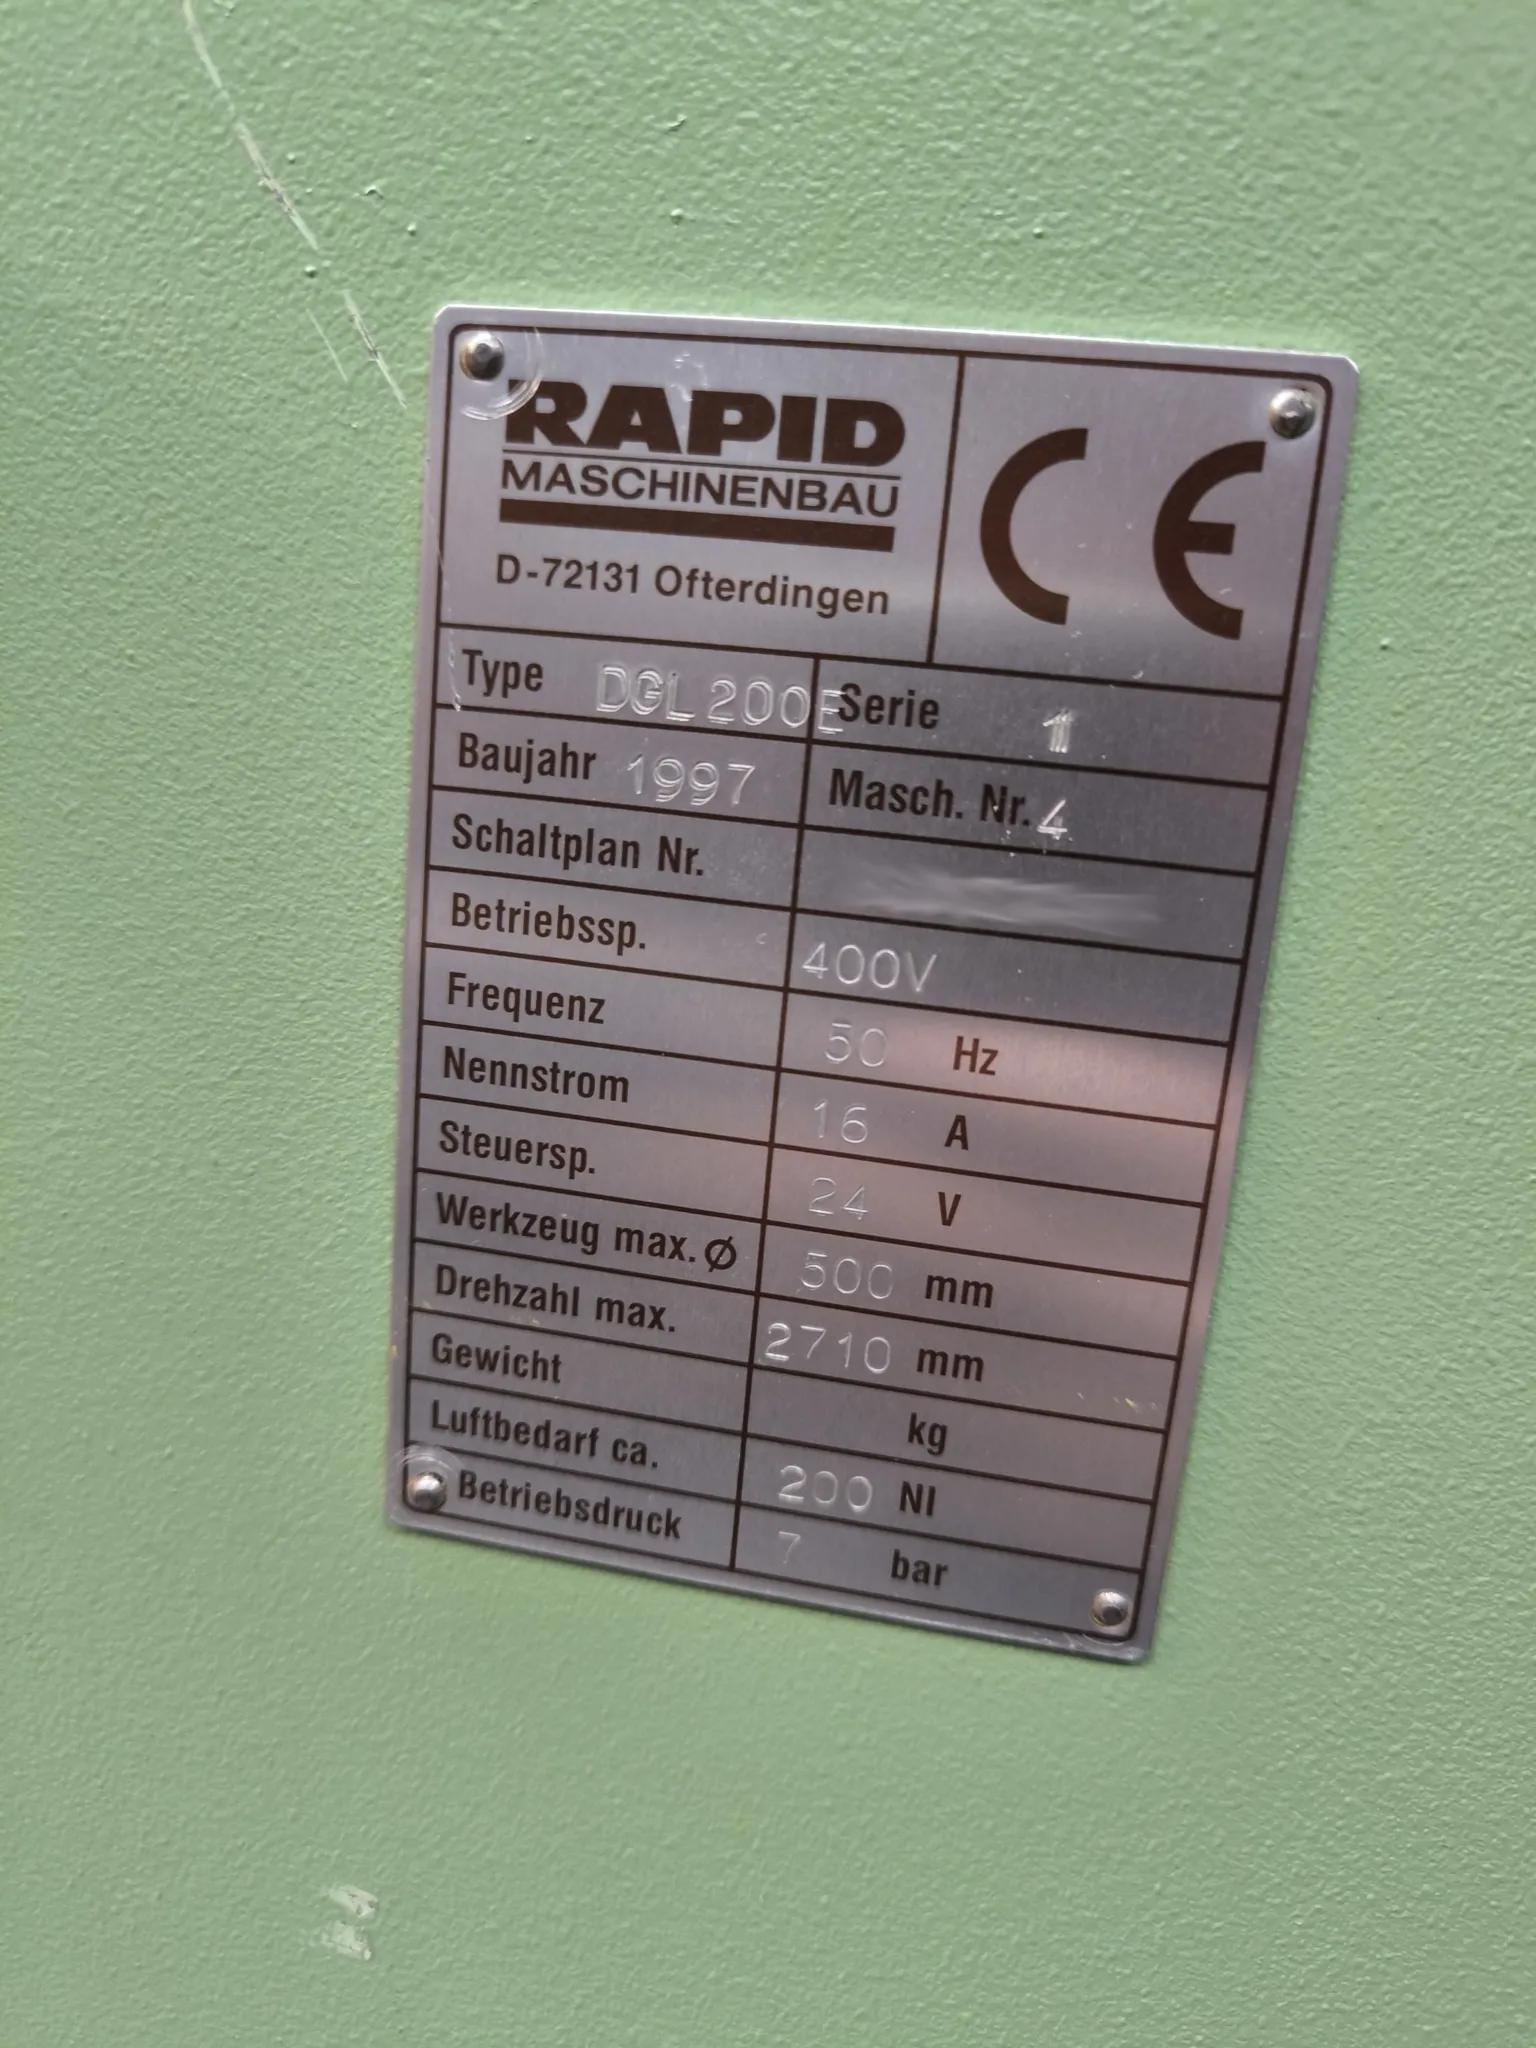 RAPID
MASCHINENBAU
D-72131 Ofterdingen
CE
Type DGL200E Serie 1
Baujahr 1997 Masch. Nr. 4
Schaltplan Nr.
Betriebssp. 400V
Frequenz 50 Hz
Nennstrom 16 A
Steuersp. 24 V
Werkzeug max. Ø 500 mm
Drehzahl max. 2710 mm
Gewicht kg
Luftbedarf ca. 200 Nl
Betriebsdruck 7 bar